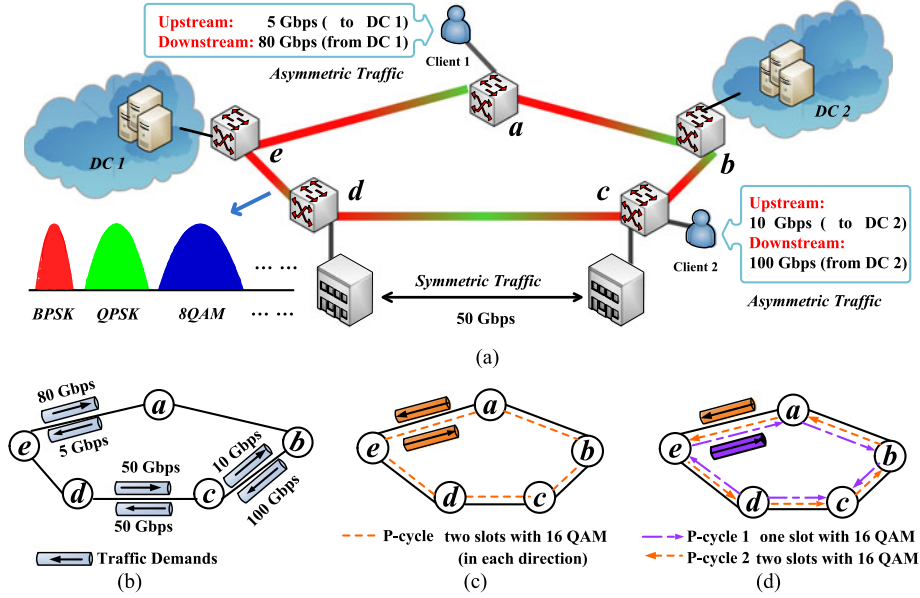 Upstream: 5 Gbps ( to DC 1)
Downstream: 80 Gbps (from DC 1)
Client 1
Asymmetric Traffic
DC 1
DC 2
a
b
e
d
c
Upstream:
10 Gbps ( to DC 2)
Downstream:
100 Gbps (from DC 2)
Client 2
Asymmetric Traffic
BPSK QPSK 8QAM ... ...
... ...
Symmetric Traffic
50 Gbps
(a)
80 Gbps
5 Gbps
a
e
b
50 Gbps
10 Gbps
100 Gbps
d
c
50 Gbps
Traffic Demands
(b)
a
e
b
d
c
P-cycle two slots with 16 QAM
(in each direction)
(c)
a
e
b
d
c
P-cycle 1 one slot with 16 QAM
P-cycle 2 two slots with 16 QAM
(d)